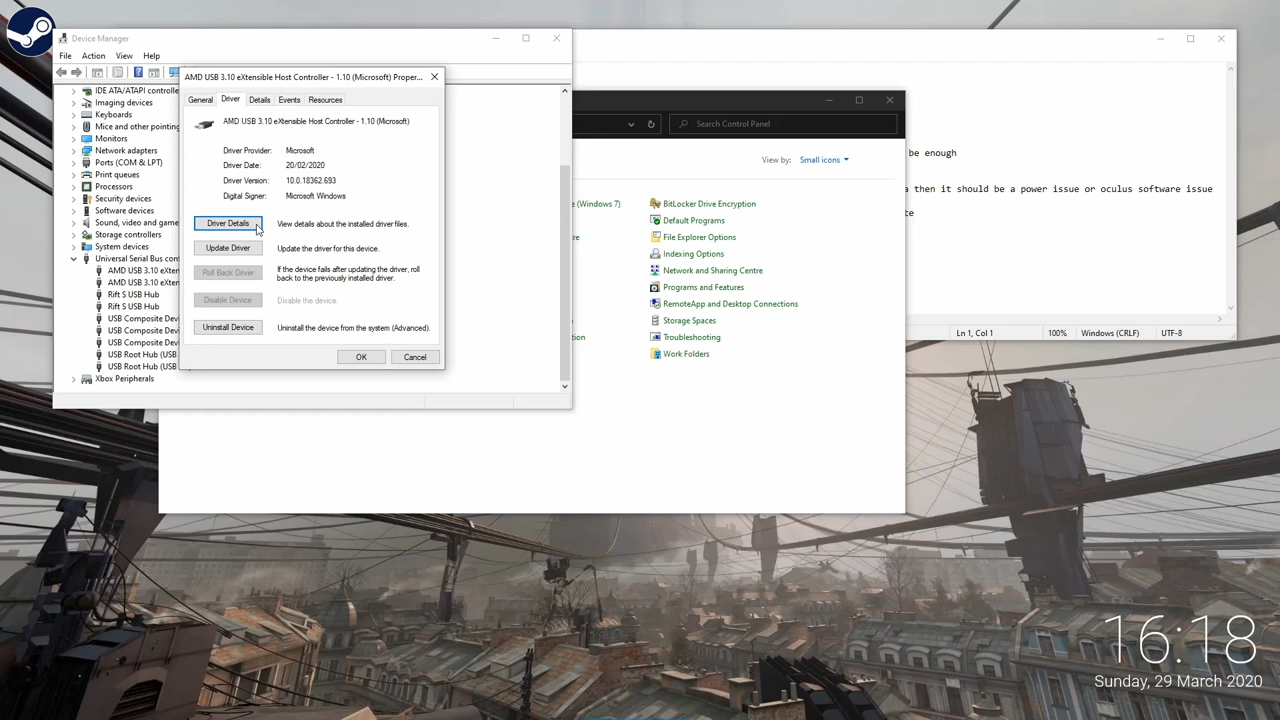 Device Manager
File Action View Help
IDE ATA/ATAPI controlle
Imaging devices
Keyboards
Mice and other pointing
Monitors
Network adapters
Ports (COM & LPT)
Print queues
Processors
Security devices
Software devices
Sound, video and game
Storage controllers
System devices
Universal Serial Bus con
AMD USB 3.10 eXten
AMD USB 3.10 eXten
Rift S USB Hub
Rift S USB Hub
USB Composite Dev
USB Composite Dev
USB Composite Dev
USB Root Hub (USB
USB Root Hub (USB
Xbox Peripherals
AMD USB 3.10 eXtensible Host Controller - 1.10 (Microsoft) Proper...
General Driver Details Events Resources
AMD USB 3.10 eXtensible Host Controller - 1.10 (Microsoft)
Driver Provider: Microsoft
Driver Date: 20/02/2020
Driver Version: 10.0.18362.693
Digital Signer: Microsoft Windows
Driver Details View details about the installed driver files.
Update Driver Update the driver for this device.
Roll Back Driver If the device fails after updating the driver, roll
back to the previously installed driver.
Disable Device Disable the device.
Uninstall Device Uninstall the device from the system (Advanced).
OK Cancel
Search Control Panel
View by: Small icons
(Windows 7)
re
tion
BitLocker Drive Encryption
Default Programs
File Explorer Options
Indexing Options
Network and Sharing Centre
Programs and Features
RemoteApp and Desktop Connections
Storage Spaces
Troubleshooting
Work Folders
be enough
a then it should be a power issue or oculus software issue
te
Ln 1, Col 1 100% Windows (CRLF) UTF-8
16:18
Sunday, 29 March 2020